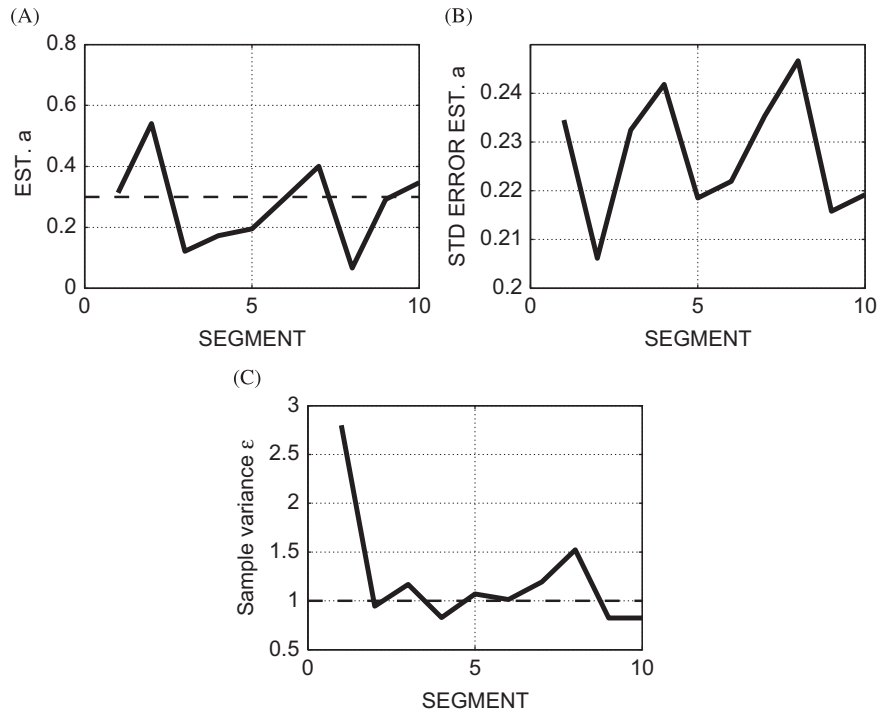 (A)
0.8
0.6
0.4
0.2
0
0
5
10
EST. a
SEGMENT
(B)
0.24
0.23
0.22
0.21
0.2
0
5
10
STD ERROR EST. a
SEGMENT
(C)
3
2.5
2
1.5
1
0.5
0
5
10
Sample variance ε
SEGMENT